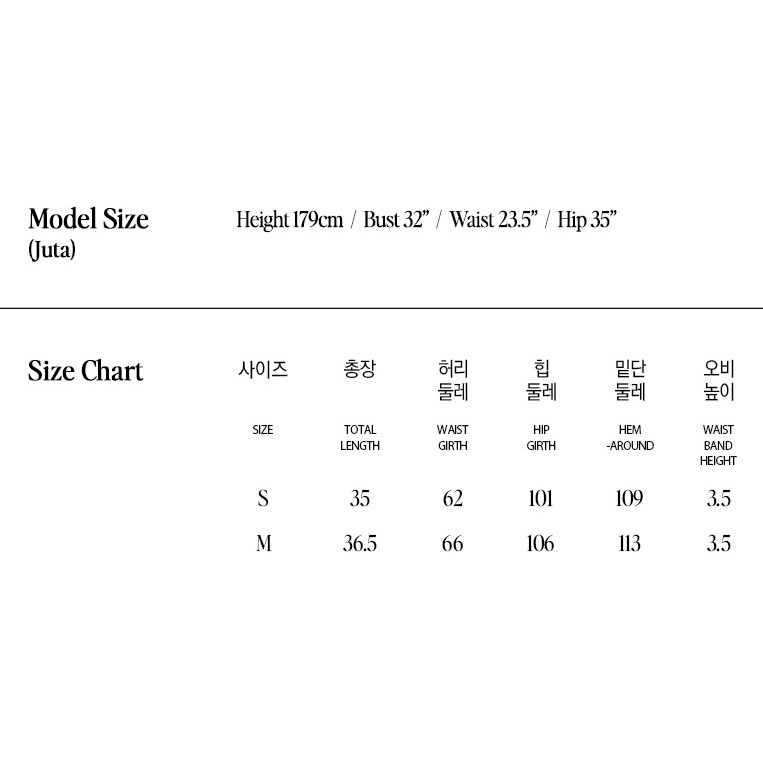 Model Size
(Juta)
Height 179cm / Bust 32” / Waist 23.5” / Hip 35”
Size Chart
사이즈 총장 허리 둘레 힙 둘레 밑단 둘레 오비 높이
SIZE TOTAL LENGTH WAIST GIRTH HIP GIRTH HEM -AROUND WAIST BAND HEIGHT
S 35 62 101 109 3.5
M 36.5 66 106 113 3.5